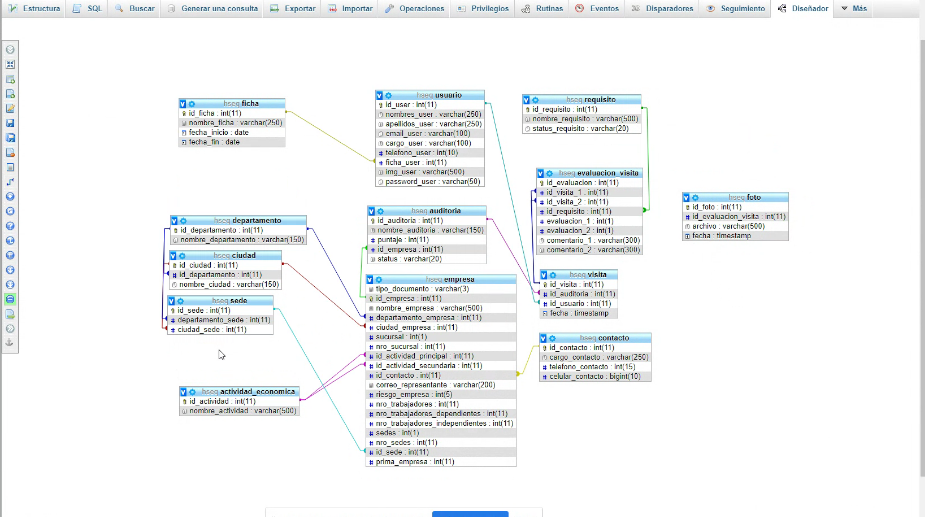 Estructura SQL Buscar Generar una consulta Exportar Importar Operaciones Privilegios Rutinas Eventos Disparadores Seguimiento Diseñador Más
hseq ficha
id_ficha : int(11)
nombre_ficha : varchar(250)
fecha_inicio : date
fecha_fin : date
hseq usuario
id_user : int(11)
nombres_user : varchar(250)
apellidos_user : varchar(250)
email_user : varchar(100)
cargo_user : varchar(100)
telefono_user : int(10)
ficha_user : int(11)
img_user : varchar(500)
password_user : varchar(50)
hseq requisito
id_requisito : int(11)
nombre_requisito : varchar(500)
status_requisito : varchar(20)
hseq evaluacion_visita
id_evaluacion : int(11)
id_visita_1 : int(11)
id_visita_2 : int(11)
id_requisito : int(11)
evaluacion_1 : int(1)
evaluacion_2 : int(1)
comentario_1 : varchar(300)
comentario_2 : varchar(300)
hseq foto
id_foto : int(11)
id_evaluacion_visita : int(11)
archivo : varchar(500)
fecha : timestamp
hseq departamento
id_departamento : int(11)
nombre_departamento : varchar(150)
hseq auditoria
id_auditoria : int(11)
nombre_auditoria : varchar(150)
puntaje : int(11)
id_empresa : int(11)
status : varchar(20)
hseq ciudad
id_ciudad : int(11)
id_departamento : int(11)
nombre_ciudad : varchar(150)
hseq sede
id_sede : int(11)
departamento_sede : int(11)
ciudad_sede : int(11)
hseq empresa
tipo_documento : varchar(3)
id_empresa : int(11)
nombre_empresa : varchar(500)
departamento_empresa : int(11)
ciudad_empresa : int(11)
sucursal : int(1)
nro_sucursal : int(11)
id_actividad_principal : int(11)
id_actividad_secundaria : int(11)
id_contacto : int(11)
correo_representante : varchar(200)
riesgo_empresa : int(5)
nro_trabajadores : int(11)
nro_trabajadores_dependientes : int(11)
nro_trabajadores_independientes : int(11)
sedes : int(1)
nro_sedes : int(11)
id_sede : int(11)
prima_empresa : int(11)
hseq visita
id_visita : int(11)
id_auditoria : int(11)
id_usuario : int(11)
fecha : timestamp
hseq contacto
id_contacto : int(11)
cargo_contacto : varchar(250)
telefono_contacto : int(15)
celular_contacto : bigint(10)
hseq actividad_economica
id_actividad : int(11)
nombre_actividad : varchar(500)